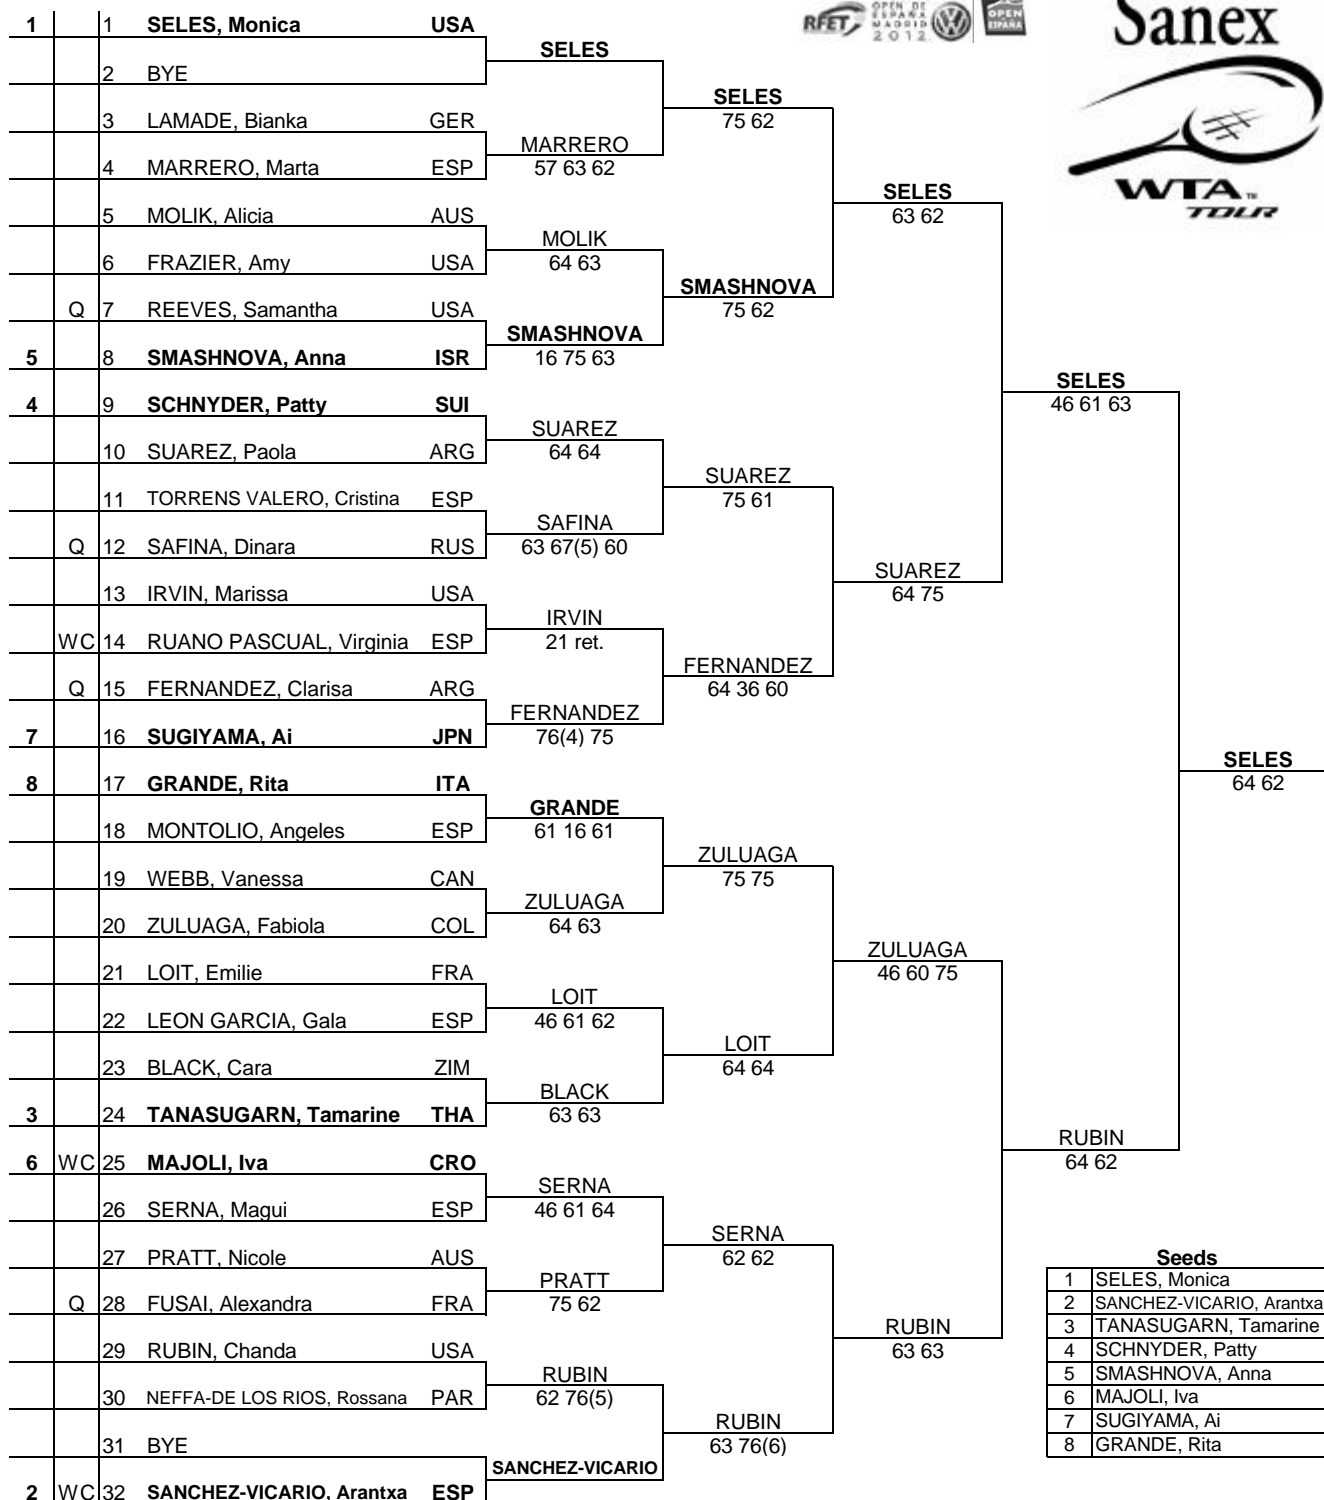 RFET OPEN DE ESPAÑA MADRID 2012 OPEN ESPAÑA
Sanex
WTA TOUR
1 1 SELES, Monica USA
SELES
2 BYE
SELES
75 62
3 LAMADE, Bianka GER
MARRERO
57 63 62
4 MARRERO, Marta ESP
SELES
63 62
5 MOLIK, Alicia AUS
MOLIK
64 63
6 FRAZIER, Amy USA
SMASHNOVA
75 62
Q 7 REEVES, Samantha USA
SMASHNOVA
16 75 63
5 8 SMASHNOVA, Anna ISR
SELES
46 61 63
4 9 SCHNYDER, Patty SUI
SUAREZ
64 64
10 SUAREZ, Paola ARG
SUAREZ
75 61
11 TORRENS VALERO, Cristina ESP
SAFINA
63 67(5) 60
Q 12 SAFINA, Dinara RUS
SUAREZ
64 75
13 IRVIN, Marissa USA
IRVIN
21 ret.
WC 14 RUANO PASCUAL, Virginia ESP
FERNANDEZ
64 36 60
Q 15 FERNANDEZ, Clarisa ARG
FERNANDEZ
76(4) 75
7 16 SUGIYAMA, Ai JPN
SELES
64 62
8 17 GRANDE, Rita ITA
GRANDE
61 16 61
18 MONTOLIO, Angeles ESP
ZULUAGA
75 75
19 WEBB, Vanessa CAN
ZULUAGA
64 63
20 ZULUAGA, Fabiola COL
ZULUAGA
46 60 75
21 LOIT, Emilie FRA
LOIT
46 61 62
22 LEON GARCIA, Gala ESP
LOIT
64 64
23 BLACK, Cara ZIM
BLACK
63 63
3 24 TANASUGARN, Tamarine THA
RUBIN
64 62
6 WC 25 MAJOLI, Iva CRO
SERNA
46 61 64
26 SERNA, Magui ESP
SERNA
62 62
27 PRATT, Nicole AUS
PRATT
75 62
Q 28 FUSAI, Alexandra FRA
RUBIN
63 63
29 RUBIN, Chanda USA
RUBIN
62 76(5)
30 NEFFA-DE LOS RIOS, Rossana PAR
RUBIN
63 76(6)
31 BYE
SANCHEZ-VICARIO
2 WC 32 SANCHEZ-VICARIO, Arantxa ESP
Seeds
1 SELES, Monica
2 SANCHEZ-VICARIO, Arantxa
3 TANASUGARN, Tamarine
4 SCHNYDER, Patty
5 SMASHNOVA, Anna
6 MAJOLI, Iva
7 SUGIYAMA, Ai
8 GRANDE, Rita